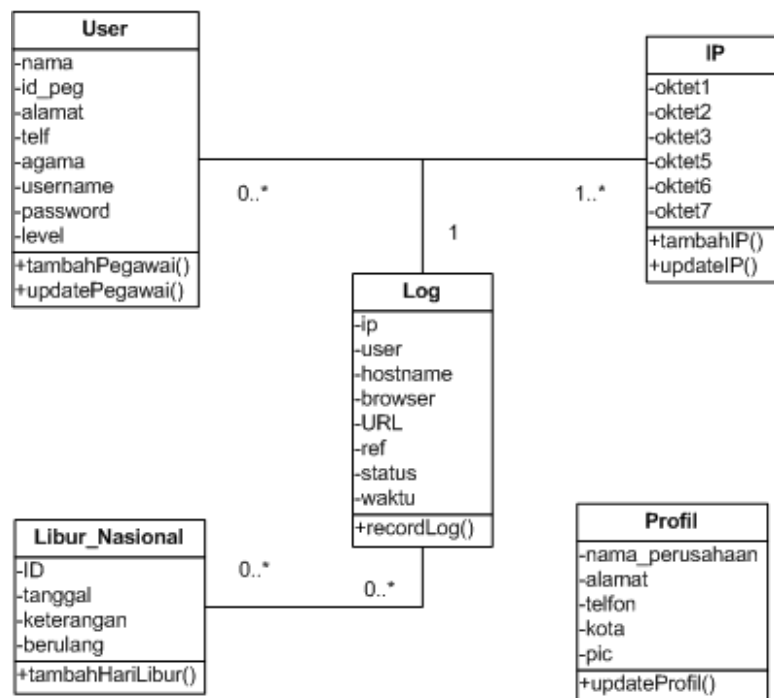 User
-nama
-id_peg
-alamat
-telf
-agama
-username
-password
-level
+tambahPegawai()
+updatePegawai()
IP
-oktet1
-oktet2
-oktet3
-oktet5
-oktet6
-oktet7
+tambahIP()
+updateIP()
0..*
1..*
1
Log
-ip
-user
-hostname
-browser
-URL
-ref
-status
-waktu
+recordLog()
Libur_Nasional
-ID
-tanggal
-keterangan
-berulang
+tambahHariLibur()
0..*
0..*
Profil
-nama_perusahaan
-alamat
-telfon
-kota
-pic
+updateProfil()